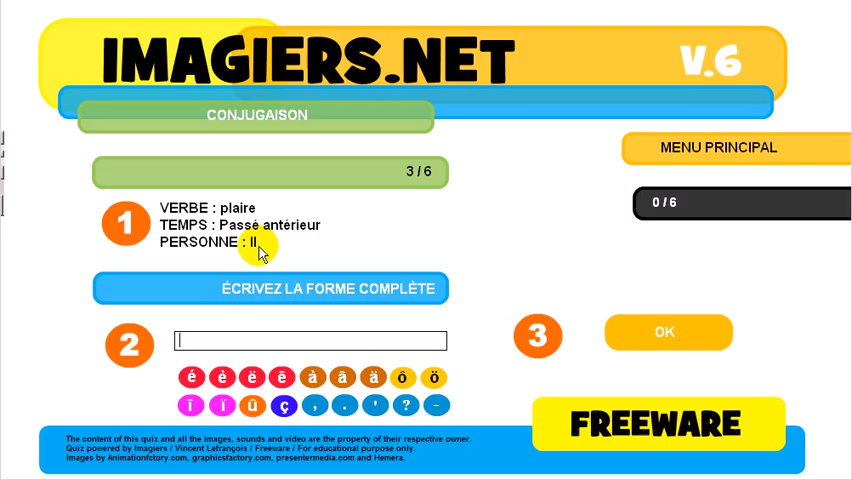 IMAGIERS.NET
V.6
CONJUGAISON
MENU PRINCIPAL
3 / 6
0 / 6
1
VERBE : plaire
TEMPS : Passé antérieur
PERSONNE : Il
ÉCRIVEZ LA FORME COMPLÈTE
2
3
OK
é è ë ê à â ä ô ö
î ï û ç , . ' ? -
FREEWARE
The content of this quiz and all the images, sounds and video are the property of their respective owner.
Quiz powered by Imagiers / Vincent Lefrançois / Freeware / For educational purpose only.
Images by Animationfctory.com, graphicsfactory.com, presentermedia.com and Hemera.